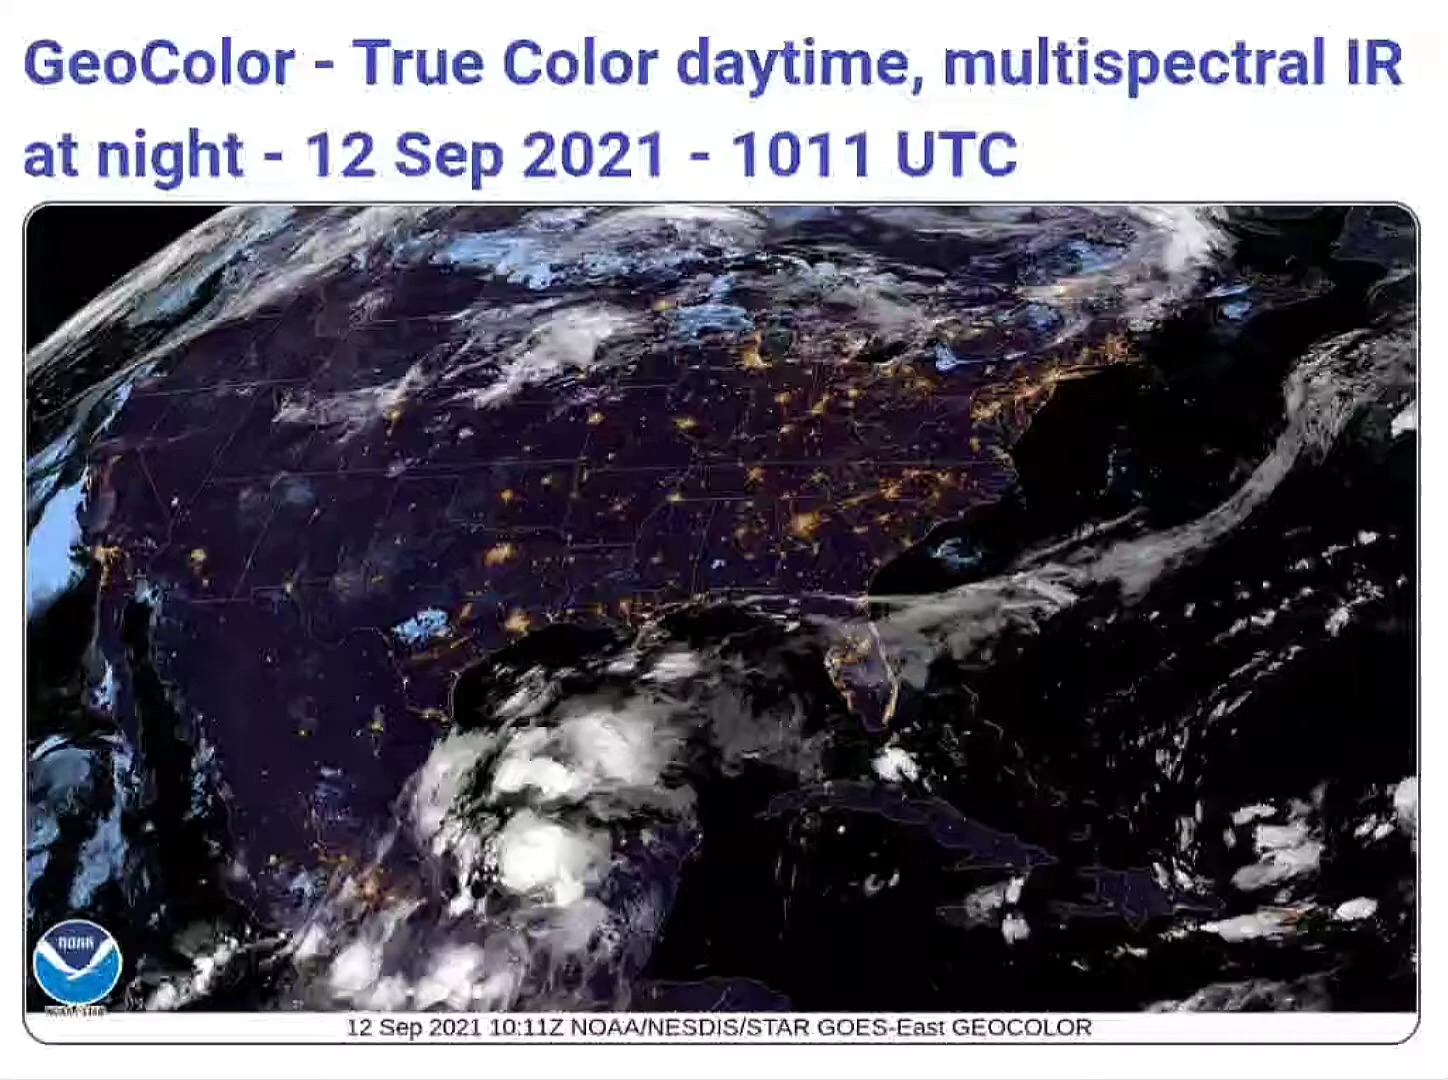 GeoColor - True Color daytime, multispectral IR
at night - 12 Sep 2021 - 1011 UTC
NOAA
12 Sep 2021 10:11Z NOAA/NESDIS/STAR GOES-East GEOCOLOR